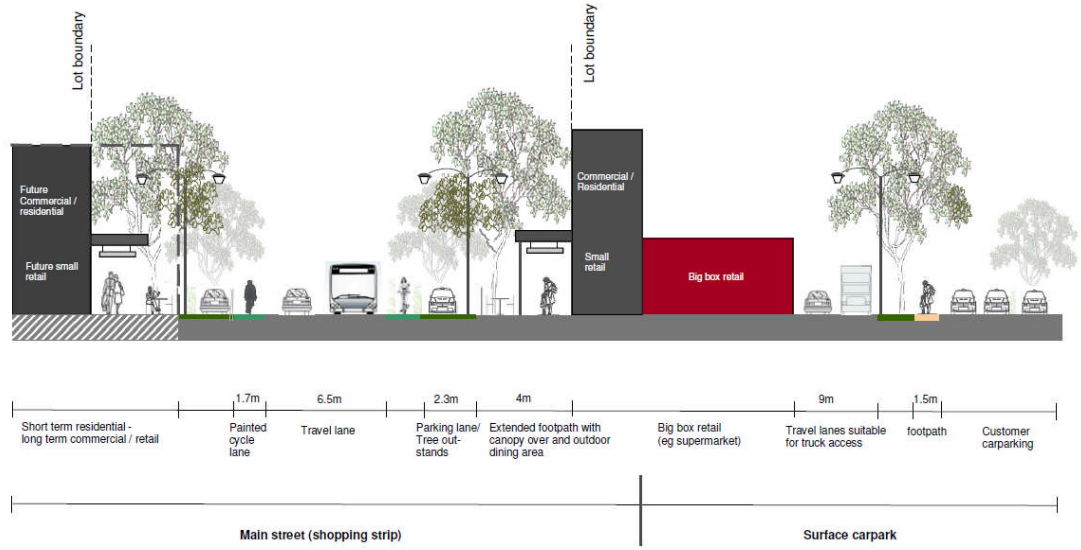 Lot boundary
Lot boundary
Future
Commercial /
residential
Future small
retail
Commercial /
Residential
Small
retail
Big box retail
1.7m
6.5m
2.3m
4m
9m
1.5m
Short term residential -
long term commercial / retail
Painted
cycle
lane
Travel lane
Parking lane/
Tree out-
stands
Extended footpath with
canopy over and outdoor
dining area
Big box retail
(eg supermarket)
Travel lanes suitable
for truck access
footpath
Customer
carparking
Main street (shopping strip)
Surface carpark